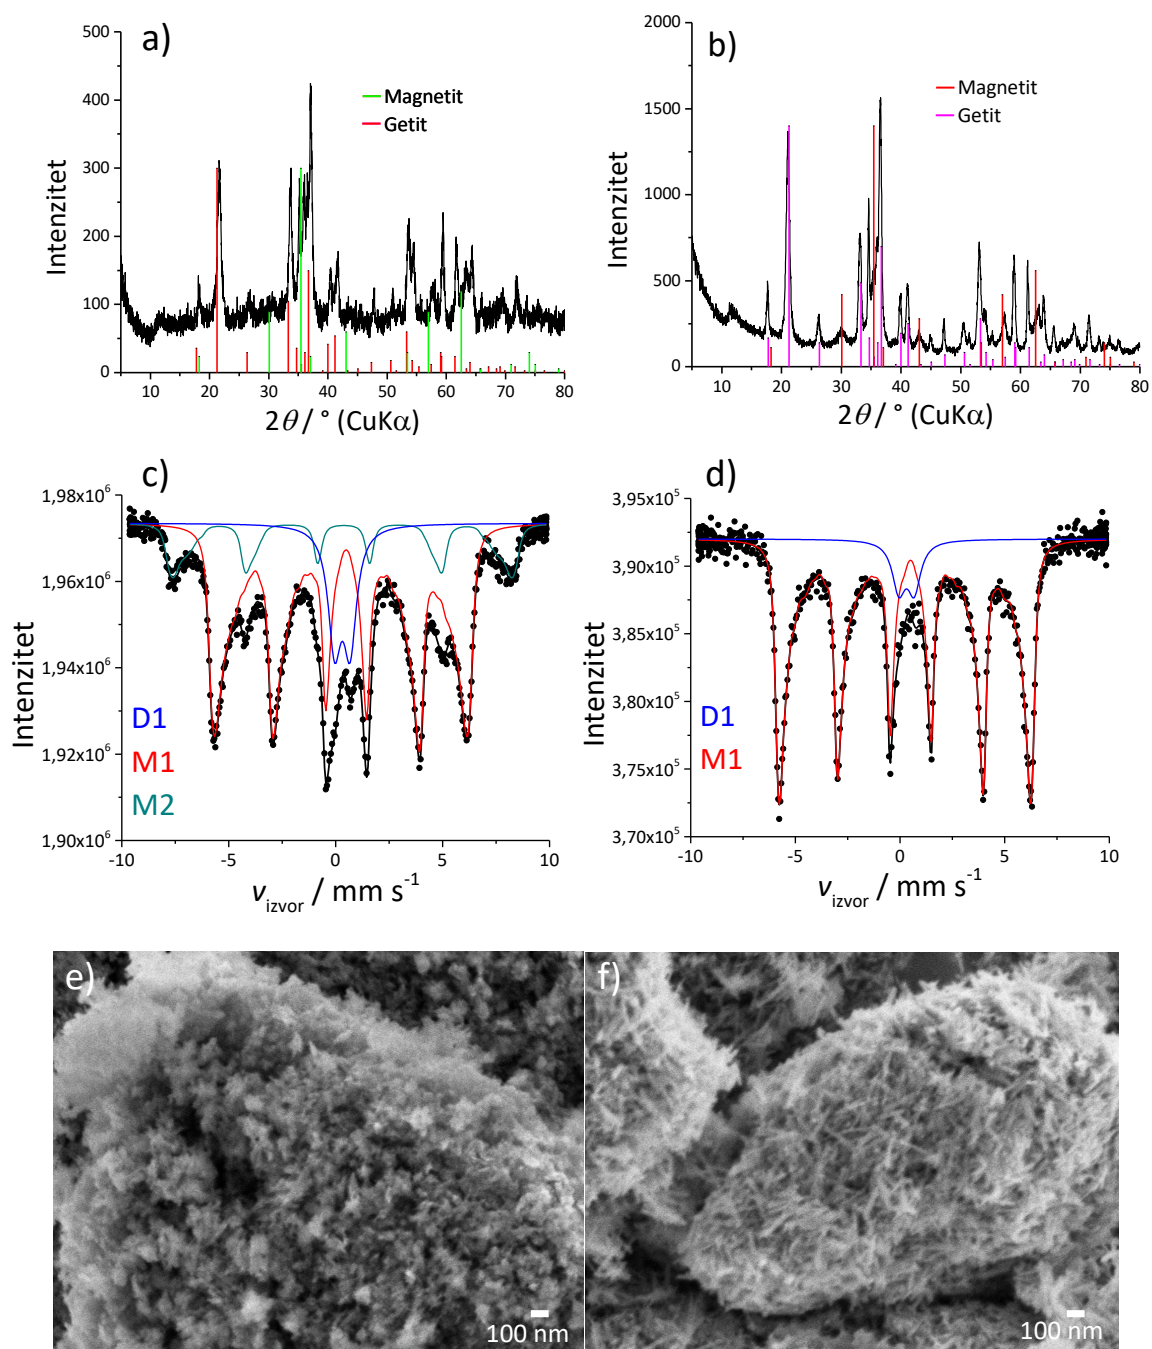 a)
500
400
300
200
100
0
Intenzitet
Magnetit
Getit
10 20 30 40 50 60 70 80
2θ / ° (CuKα)
b)
2000
1500
1000
500
0
Intenzitet
Magnetit
Getit
10 20 30 40 50 60 70 80
2θ / ° (CuKα)
c)
1,98x10⁶
1,96x10⁶
1,94x10⁶
1,92x10⁶
1,90x10⁶
Intenzitet
D1
M1
M2
-10 -5 0 5 10
v izvor / mm s⁻¹
d)
3,95x10⁵
3,90x10⁵
3,85x10⁵
3,80x10⁵
3,75x10⁵
3,70x10⁵
Intenzitet
D1
M1
-10 -5 0 5 10
v izvor / mm s⁻¹
e)
100 nm
f)
100 nm